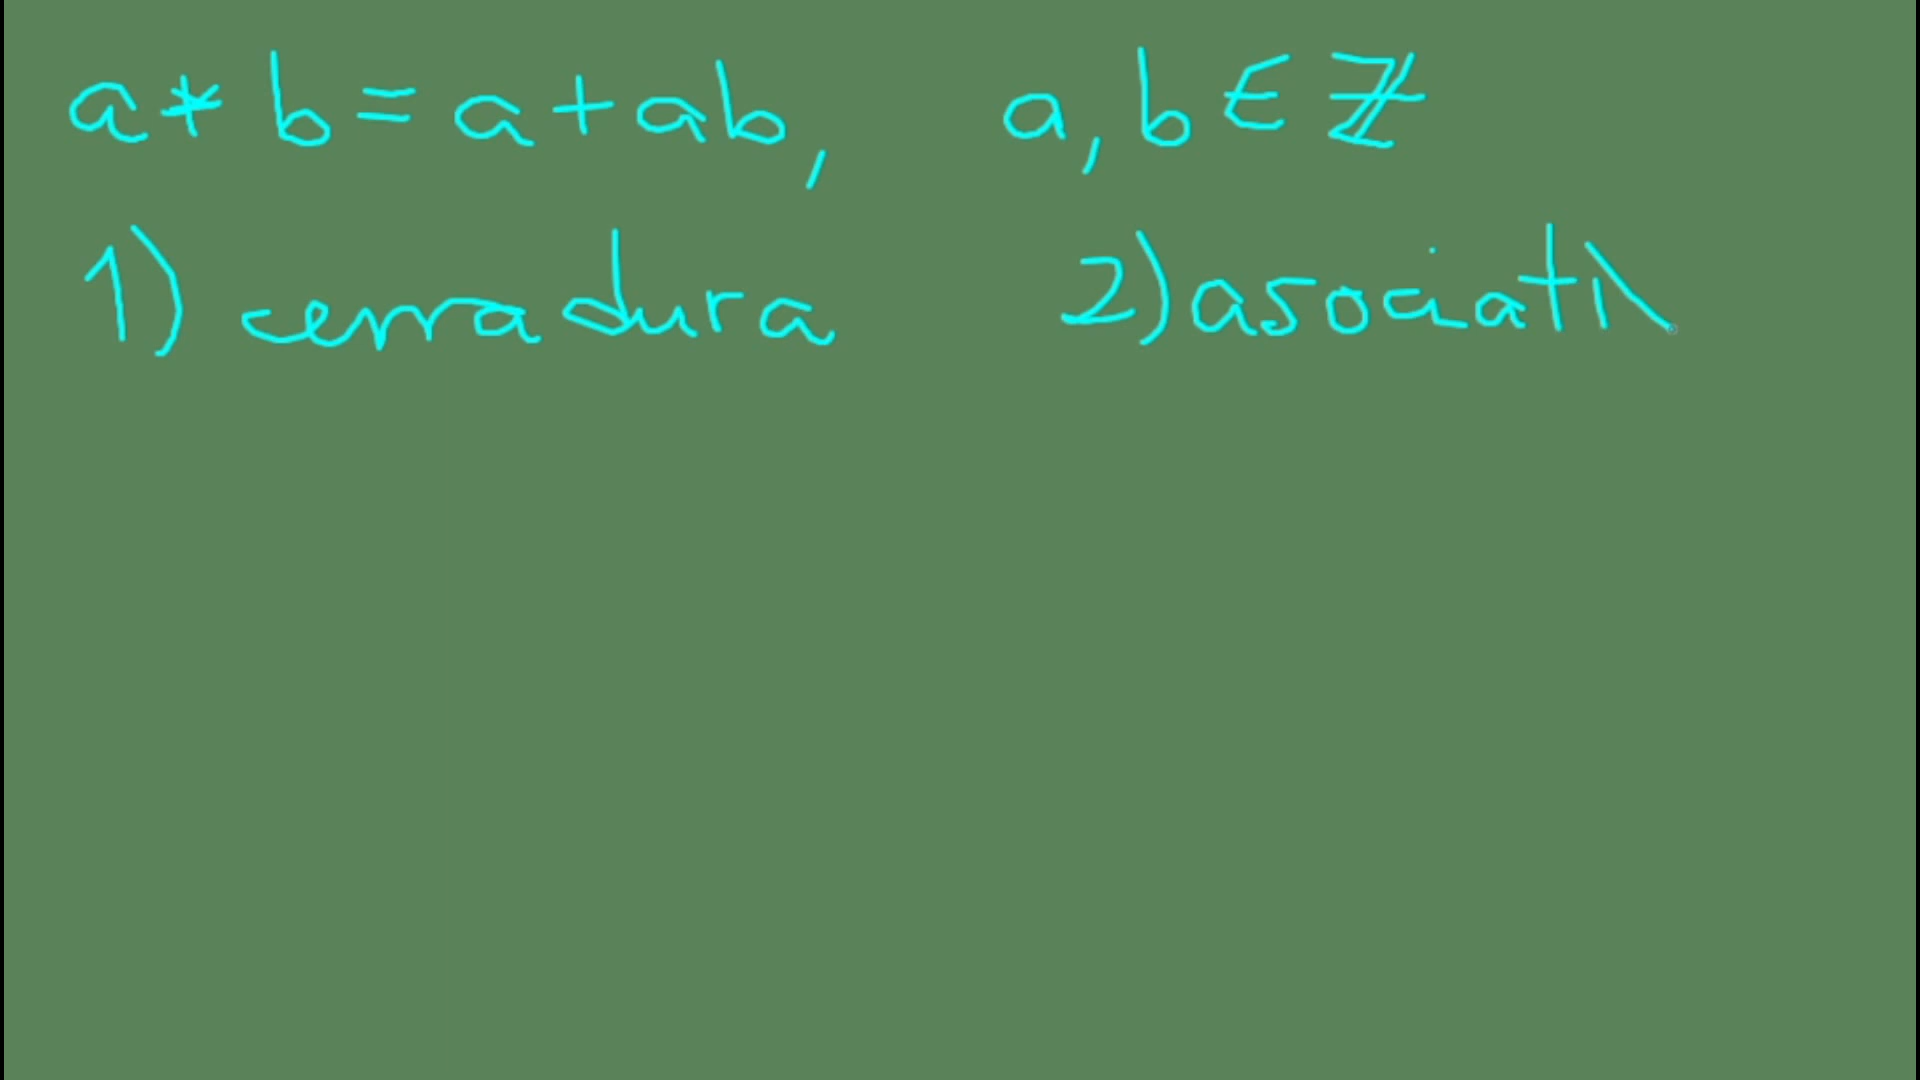 a * b = a + ab, a, b ∈ ℤ
1) cerradura 2) asociati\